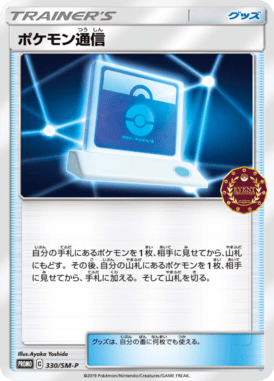 TRAINER'S
グッズ
ポケモン通信
つうしん
EVENT
自分の手札にあるポケモンを1枚、相手に見せてから、山札
にもどす。その後、自分の山札にあるポケモンを1枚、相手
に見せてから、手札に加える。そして山札を切る。
Illus.Ayaka Yoshida
PROMO C 330/SM-P
グッズは、自分の番に何枚でも使える。
©2019 Pokémon/Nintendo/Creatures/GAME FREAK.